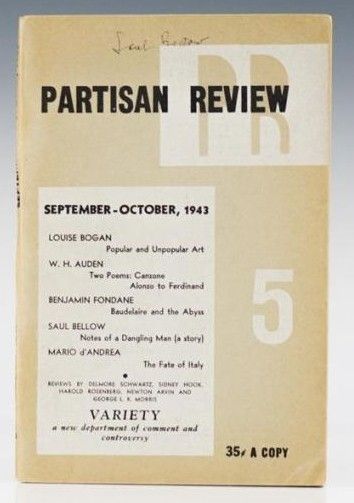 Saul Bellow
PR
PARTISAN REVIEW
SEPTEMBER-OCTOBER, 1943
LOUISE BOGAN
Popular and Unpopular Art
W. H. AUDEN
Two Poems: Canzone
Alonso to Ferdinand
BENJAMIN FONDANE
Baudelaire and the Abyss
SAUL BELLOW
Notes of a Dangling Man (a story)
MARIO d'ANDREA
The Fate of Italy
REVIEWS BY DELMORE SCHWARTZ, SIDNEY HOOK,
HAROLD ROSENBERG, NEWTON ARVIN AND
GEORGE L. K. MORRIS
VARIETY
a new department of comment and
controversy
5
35¢ A COPY